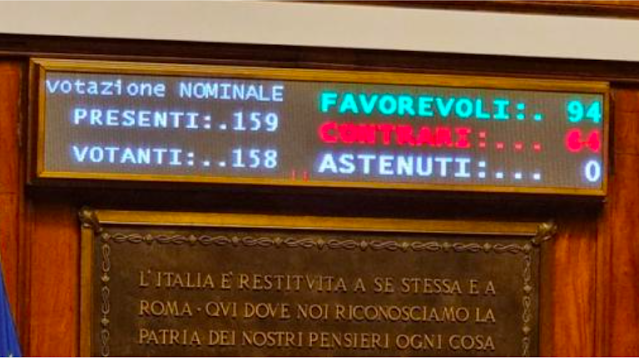 votazione NOMINALE
PRESENTI:.159
VOTANTI:..158
FAVOREVOLI:. 94
CONTRARI:... 64
ASTENUTI:... 0
L'ITALIA E' RESTITVITA A SE STESSA E A
ROMA - QVI DOVE NOI RICONOSCIAMO LA
PATRIA DEI NOSTRI PENSIERI OGNI COSA